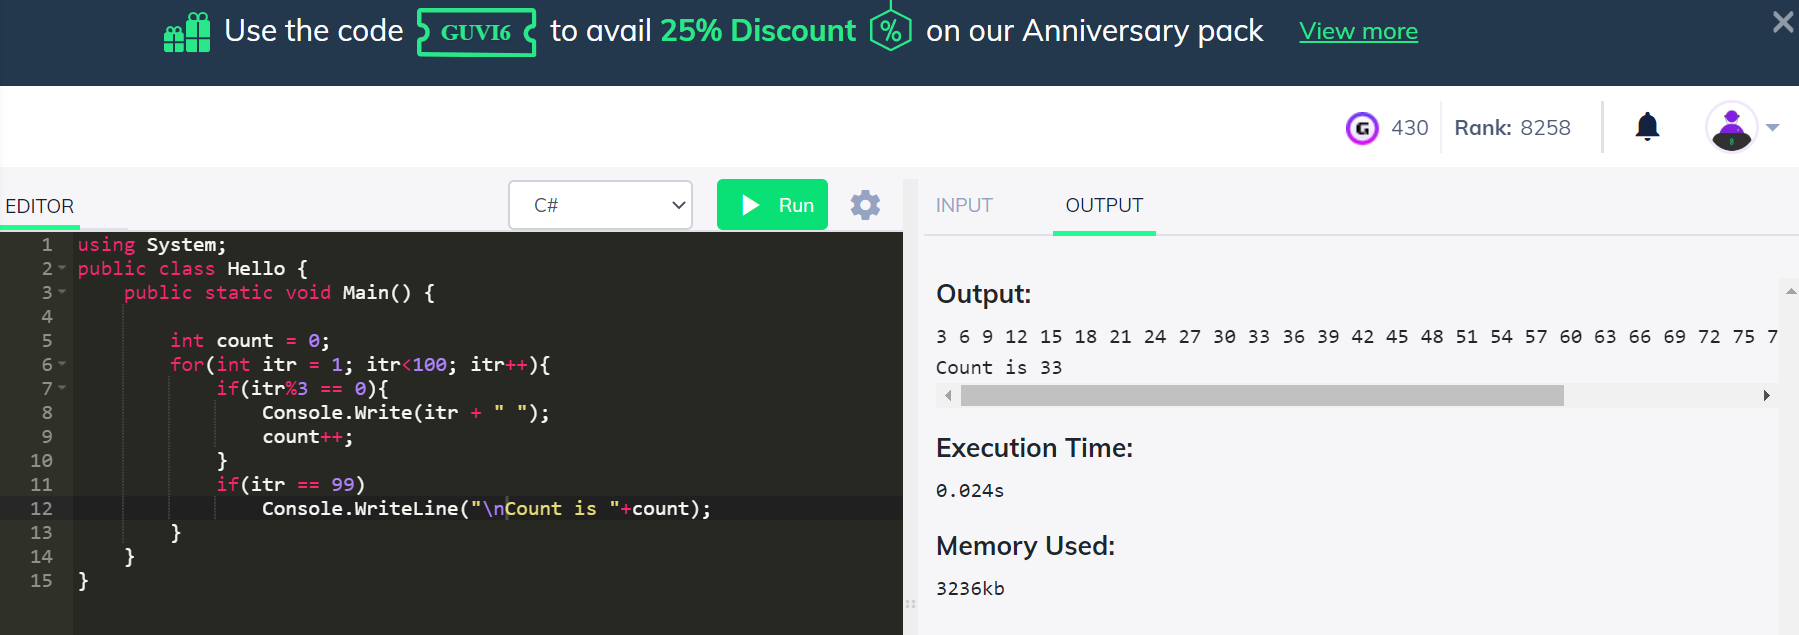 Use the code GUVI6 to avail 25% Discount % on our Anniversary pack View more
G 430 Rank: 8258
EDITOR C# Run INPUT OUTPUT
1 using System;
2 public class Hello {
3     public static void Main() {
4
5         int count = 0;
6         for(int itr = 1; itr<100; itr++){
7             if(itr%3 == 0){
8                 Console.Write(itr + " ");
9                 count++;
10             }
11             if(itr == 99)
12                 Console.WriteLine("\nCount is "+count);
13         }
14     }
15 }
Output:
3 6 9 12 15 18 21 24 27 30 33 36 39 42 45 48 51 54 57 60 63 66 69 72 75 7
Count is 33
Execution Time:
0.024s
Memory Used:
3236kb